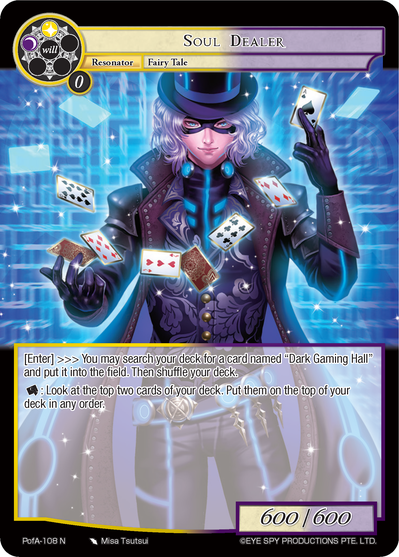 Soul Dealer
will
Resonator Fairy Tale
0
[Enter] >>> You may search your deck for a card named “Dark Gaming Hall”
and put it into the field. Then shuffle your deck.
: Look at the top two cards of your deck. Put them on the top of your
deck in any order.
600/600
PofA-108 N Misa Tsutsui ©EYE SPY PRODUCTIONS PTE. LTD.